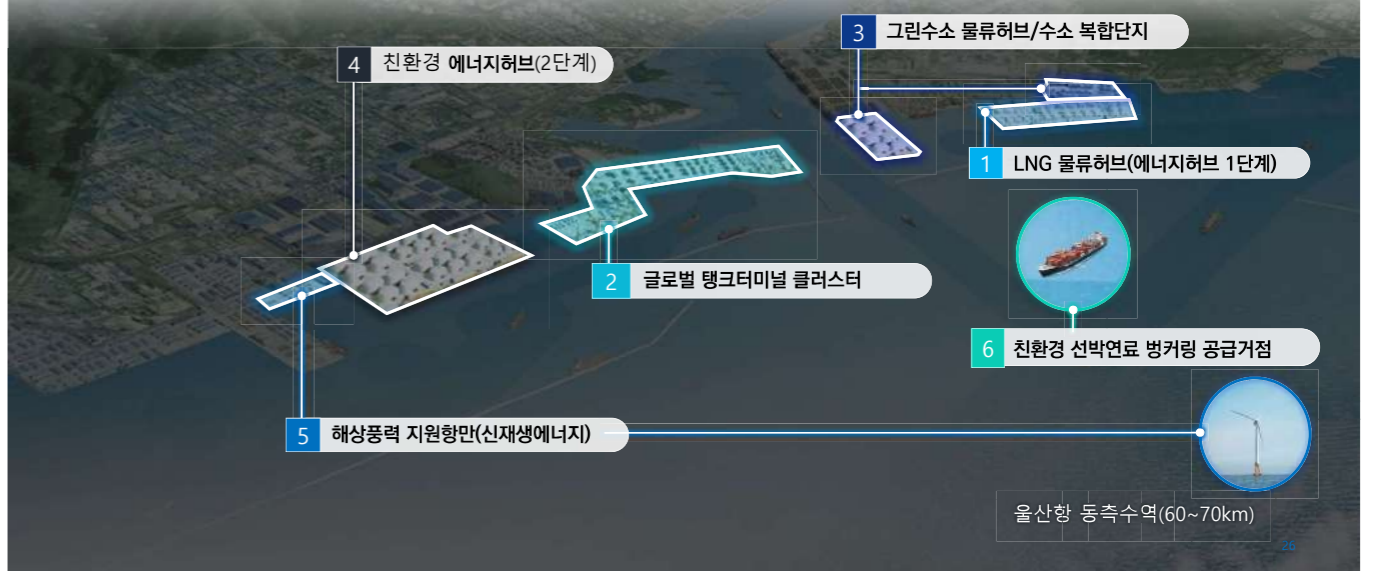 3 그린수소 물류허브/수소 복합단지
4 친환경 에너지허브(2단계)
1 LNG 물류허브(에너지허브 1단계)
2 글로벌 탱크터미널 클러스터
6 친환경 선박연료 벙커링 공급거점
5 해상풍력 지원항만(신재생에너지)
울산항 동측수역(60~70km)
26